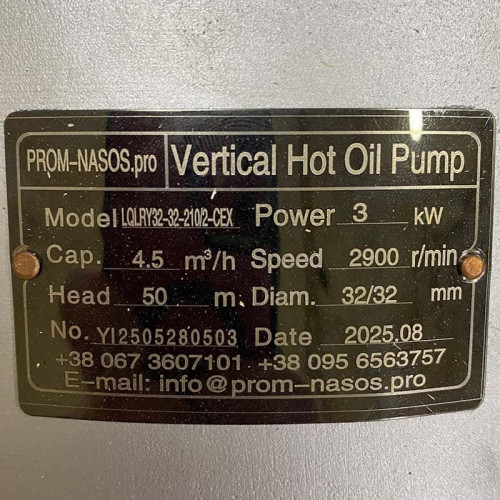 PROM-NASOS.pro Vertical Hot Oil Pump
Model LQLRY32-32-210/2-CEX Power 3 kW
Cap. 4.5 m³/h Speed 2900 r/min
Head 50 m. Diam. 32/32 mm
No. YI2505280503 Date 2025.08
+38 067 3607101 +38 095 6563757
E-mail: info@prom-nasos.pro